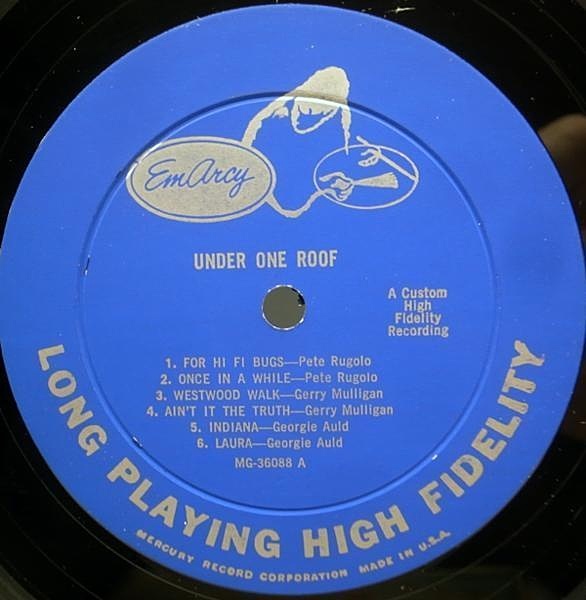 EmArcy
UNDER ONE ROOF
A Custom
High
Fidelity
Recording
1. FOR HI FI BUGS—Pete Rugolo
2. ONCE IN A WHILE—Pete Rugolo
3. WESTWOOD WALK—Gerry Mulligan
4. AIN'T IT THE TRUTH—Gerry Mulligan
5. INDIANA—Georgie Auld
6. LAURA—Georgie Auld
MG-36088 A
LONG PLAYING HIGH FIDELITY
MERCURY RECORD CORPORATION MADE IN U.S.A.